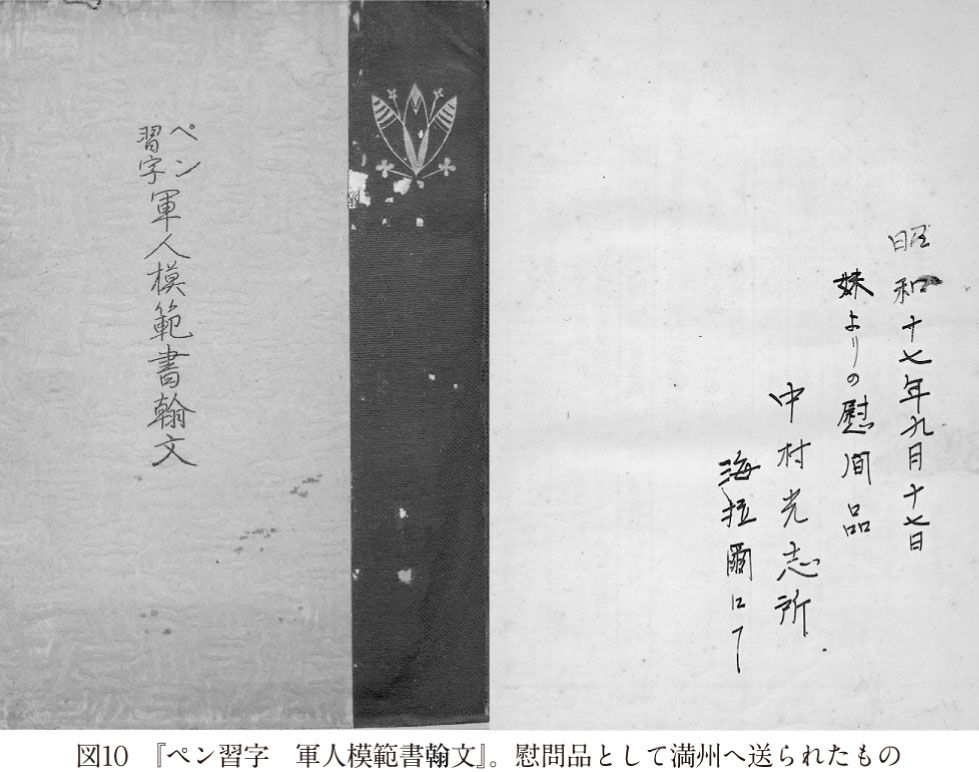 ペン習字軍人模範書翰文
昭和十七年九月十七日
妹よりの慰问品
中村光志所
海拉爾にて
図10　『ペン習字　軍人模範書翰文』。慰問品として満州へ送られたもの